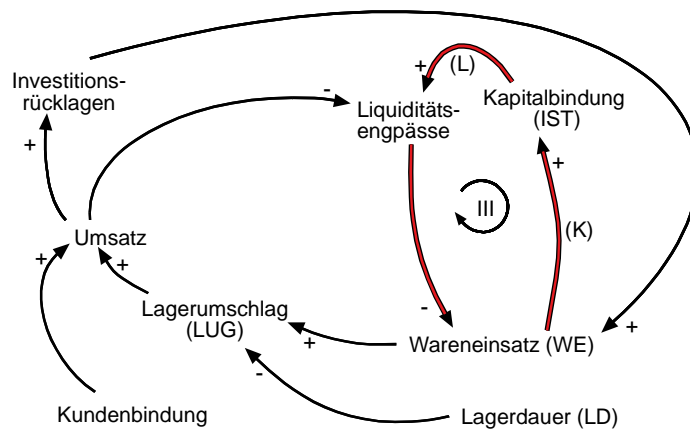 Investitions-
rücklagen
+
-
+
(L)
Liquiditäts-
engpässe
Kapitalbindung
(IST)
+
III
(K)
Umsatz
+
+
Lagerumschlag
(LUG)
-
+
Wareneinsatz (WE)
+
-
Kundenbindung
Lagerdauer (LD)